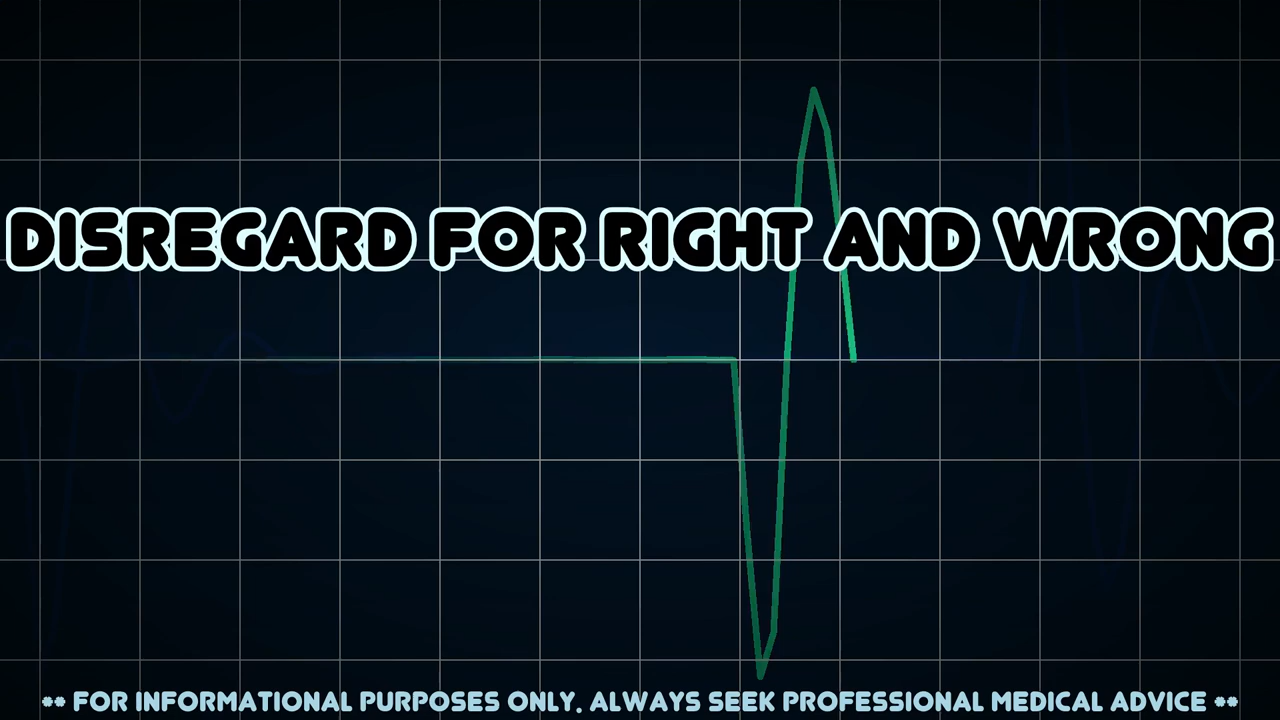 DISREGARD FOR RIGHT AND WRONG
** FOR INFORMATIONAL PURPOSES ONLY. ALWAYS SEEK PROFESSIONAL MEDICAL ADVICE **